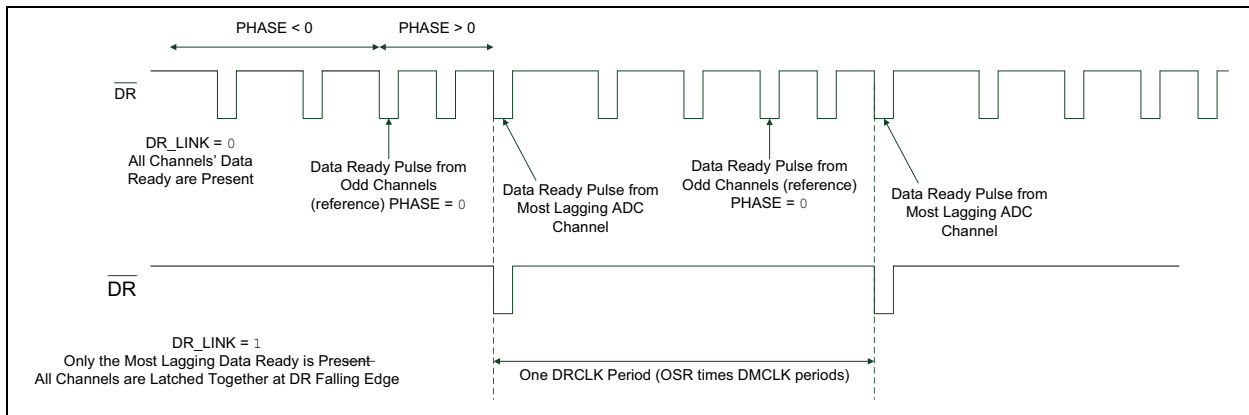 PHASE < 0
PHASE > 0
DR
DR_LINK = 0
All Channels' Data
Ready are Present
Data Ready Pulse from
Odd Channels
(reference) PHASE = 0
Data Ready Pulse from
Most Lagging ADC
Channel
Data Ready Pulse from
Odd Channels (reference)
PHASE = 0
Data Ready Pulse from
Most Lagging ADC
Channel
DR
DR_LINK = 1
Only the Most Lagging Data Ready is Present
All Channels are Latched Together at DR Falling Edge
One DRCLK Period (OSR times DMCLK periods)